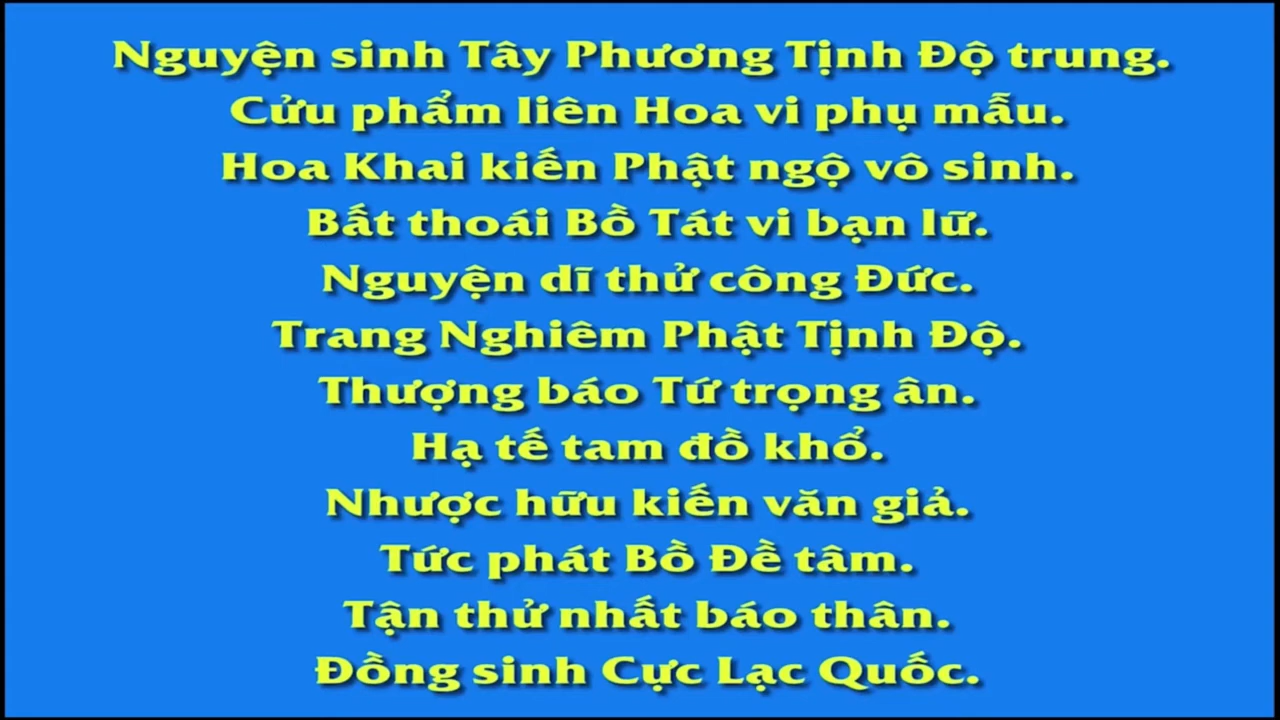 Nguyện sinh Tây Phương Tịnh Độ trung.
Cửu phẩm liên Hoa vi phụ mẫu.
Hoa Khai kiến Phật ngộ vô sinh.
Bất thoái Bồ Tát vi bạn lữ.
Nguyện dĩ thử công Đức.
Trang Nghiêm Phật Tịnh Độ.
Thượng báo Tứ trọng ân.
Hạ tế tam đồ khổ.
Nhược hữu kiến văn giả.
Tức phát Bồ Đề tâm.
Tận thử nhất báo thân.
Đồng sinh Cực Lạc Quốc.